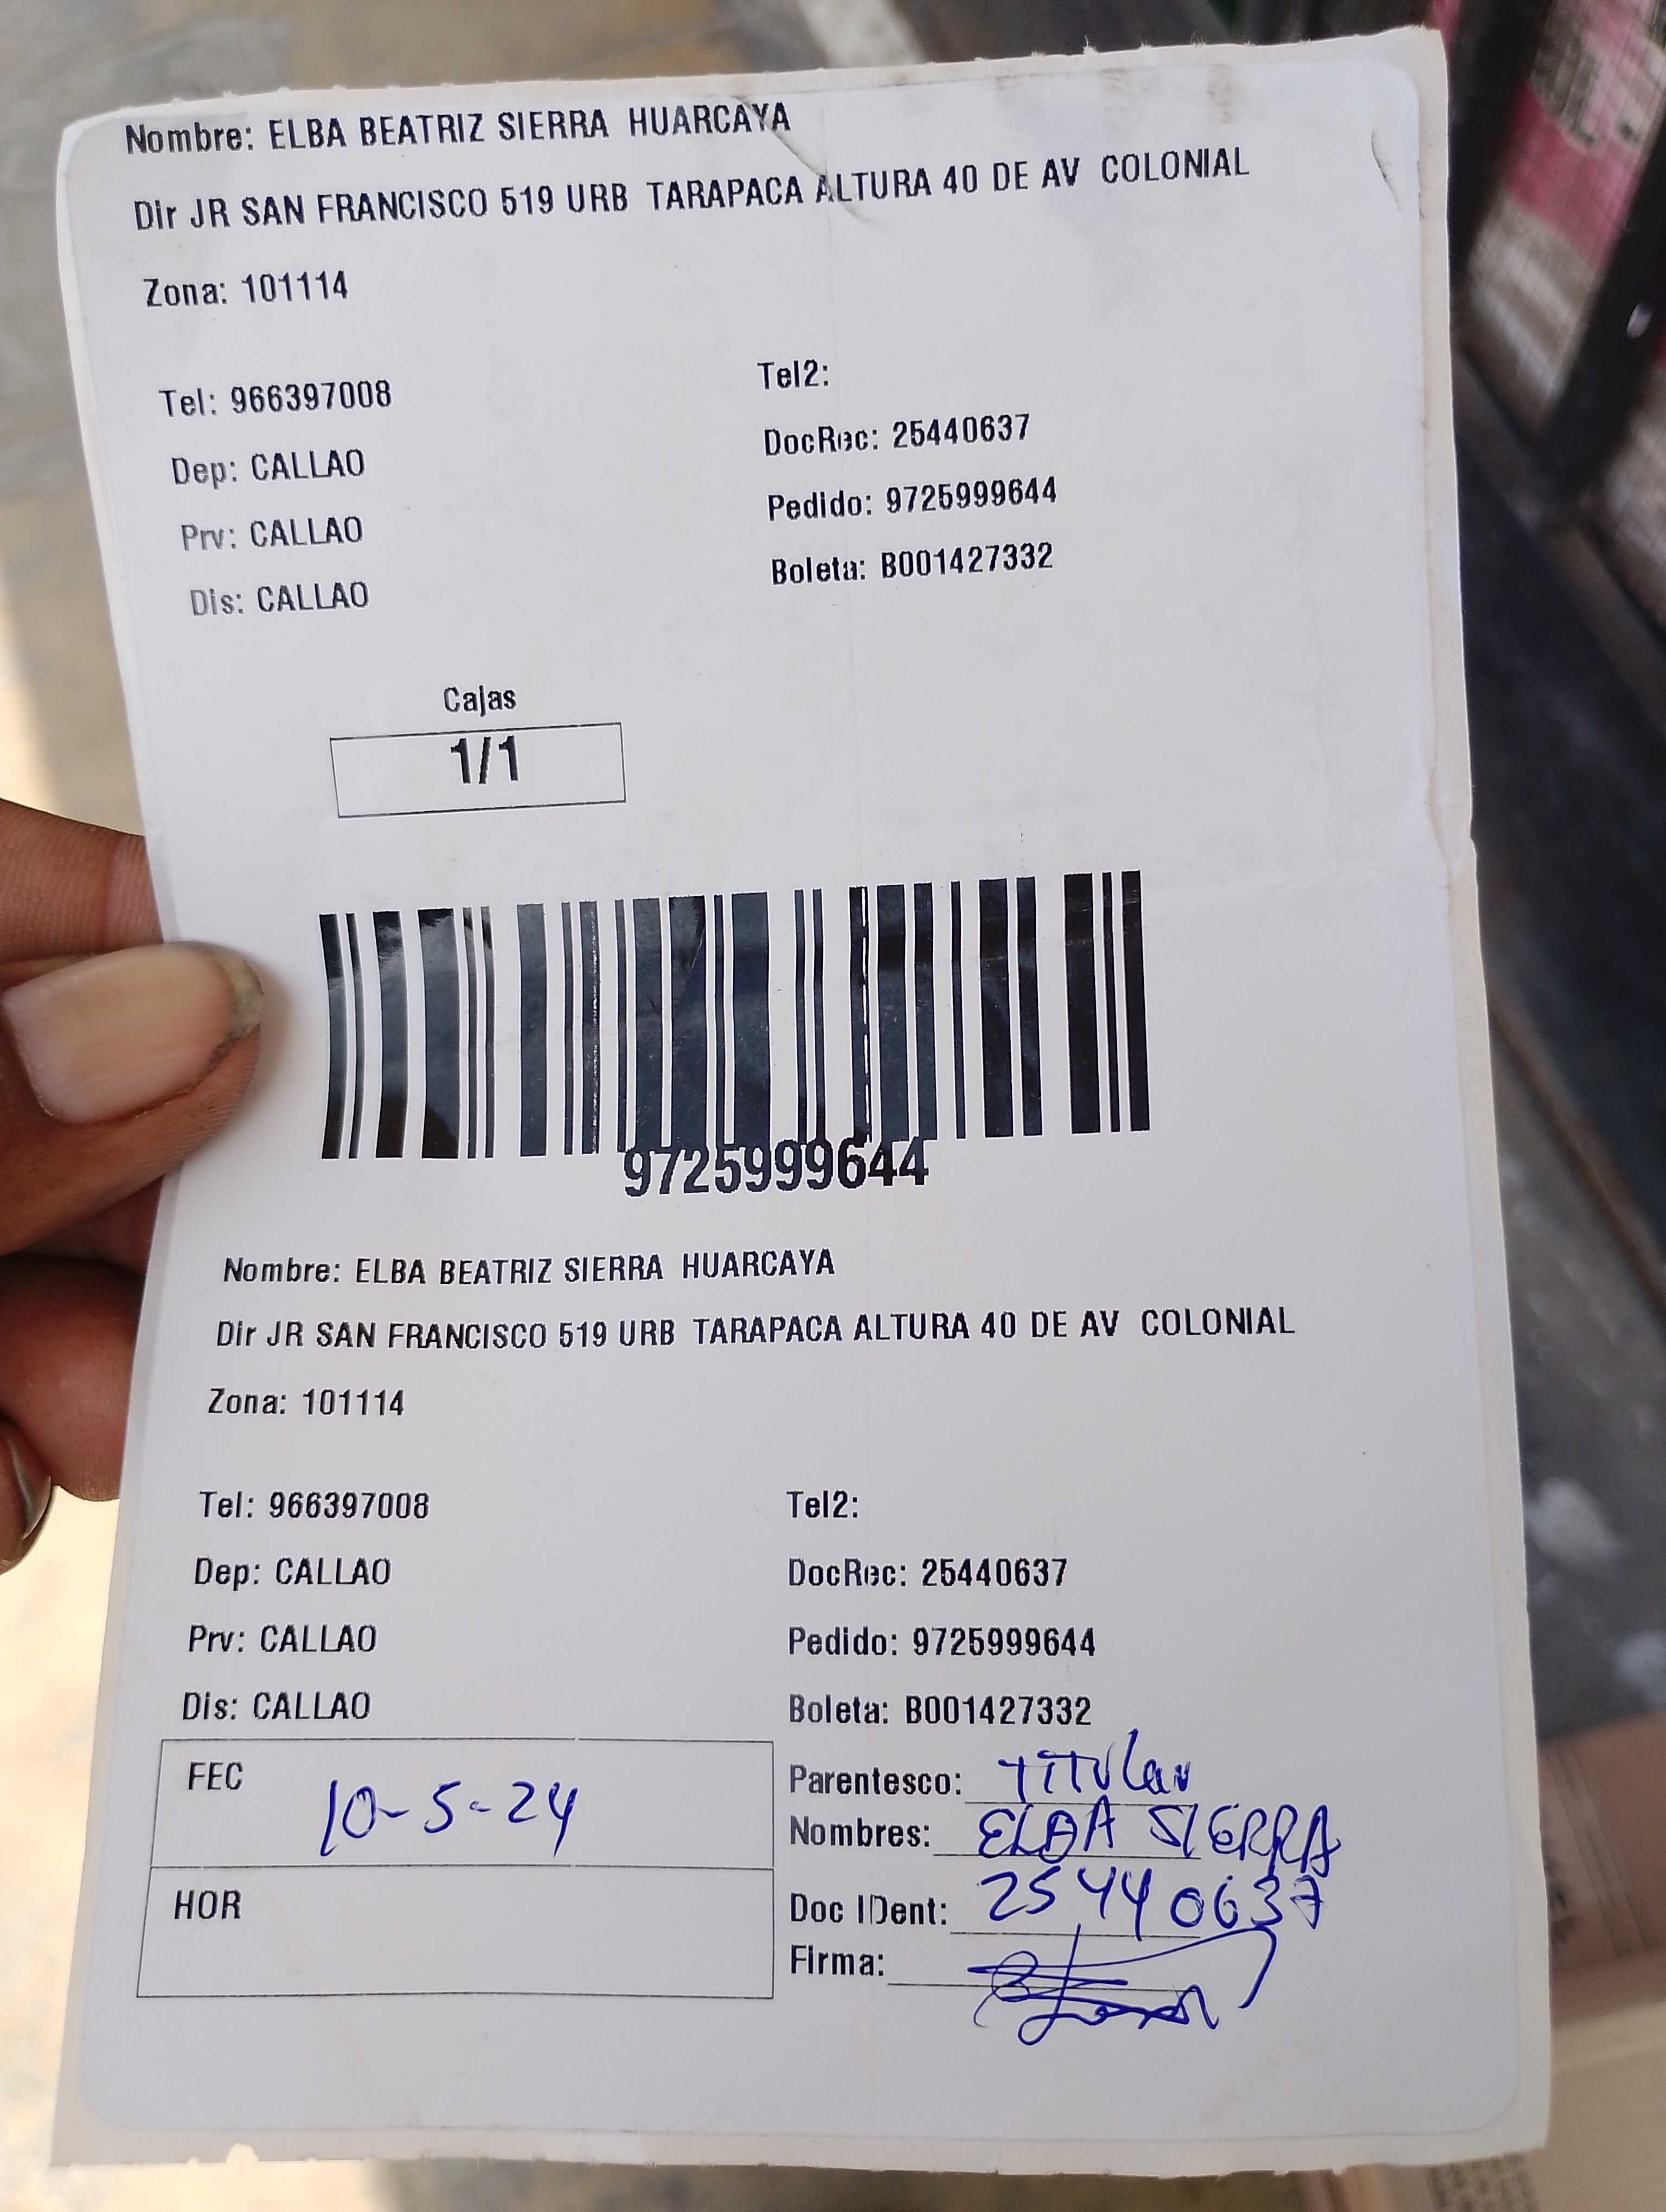 Nombre: ELBA BEATRIZ SIERRA HUARCAYA
Dir JR SAN FRANCISCO 519 URB TARAPACA ALTURA 40 DE AV COLONIAL
Zona: 101114
Tel: 966397008 Tel2:
Dep: CALLAO DocRec: 25440637
Prv: CALLAO Pedido: 9725999644
Dis: CALLAO Boleta: B001427332
Cajas
1/1
9725999644
Nombre: ELBA BEATRIZ SIERRA HUARCAYA
Dir JR SAN FRANCISCO 519 URB TARAPACA ALTURA 40 DE AV COLONIAL
Zona: 101114
Tel: 966397008 Tel2:
Dep: CALLAO DocRec: 25440637
Prv: CALLAO Pedido: 9725999644
Dis: CALLAO Boleta: B001427332
FEC 10-5-24 Parentesco: TITULAR
Nombres: ELBA SIERRA
HOR Doc IDent: 25440637
Firma: